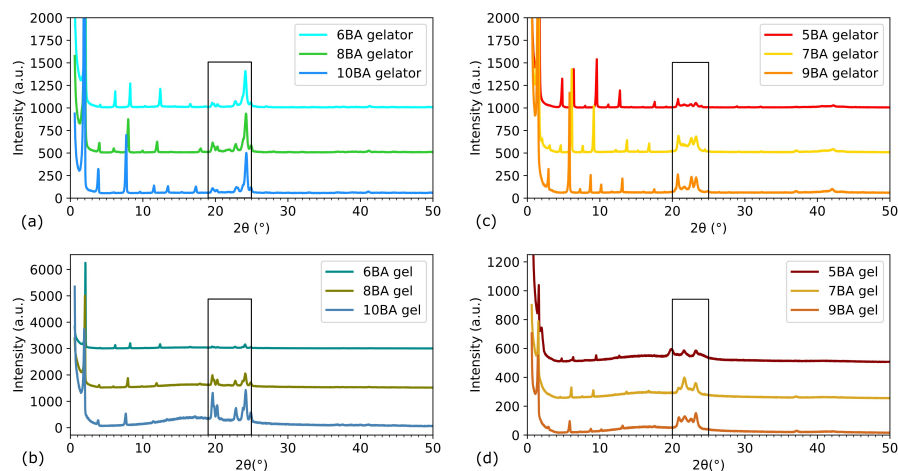 2000
1750
1500
1250
1000
750
500
250
0
Intensity (a.u.)
6BA gelator
8BA gelator
10BA gelator
0 10 20 30 40 50
2θ (°)
(a)
2000
1750
1500
1250
1000
750
500
250
0
Intensity (a.u.)
5BA gelator
7BA gelator
9BA gelator
0 10 20 30 40 50
2θ (°)
(c)
6000
5000
4000
3000
2000
1000
0
Intensity (a.u.)
6BA gel
8BA gel
10BA gel
0 10 20 30 40 50
2θ(°)
(b)
1200
1000
800
600
400
200
0
Intensity (a.u.)
5BA gel
7BA gel
9BA gel
0 10 20 30 40 50
2θ(°)
(d)